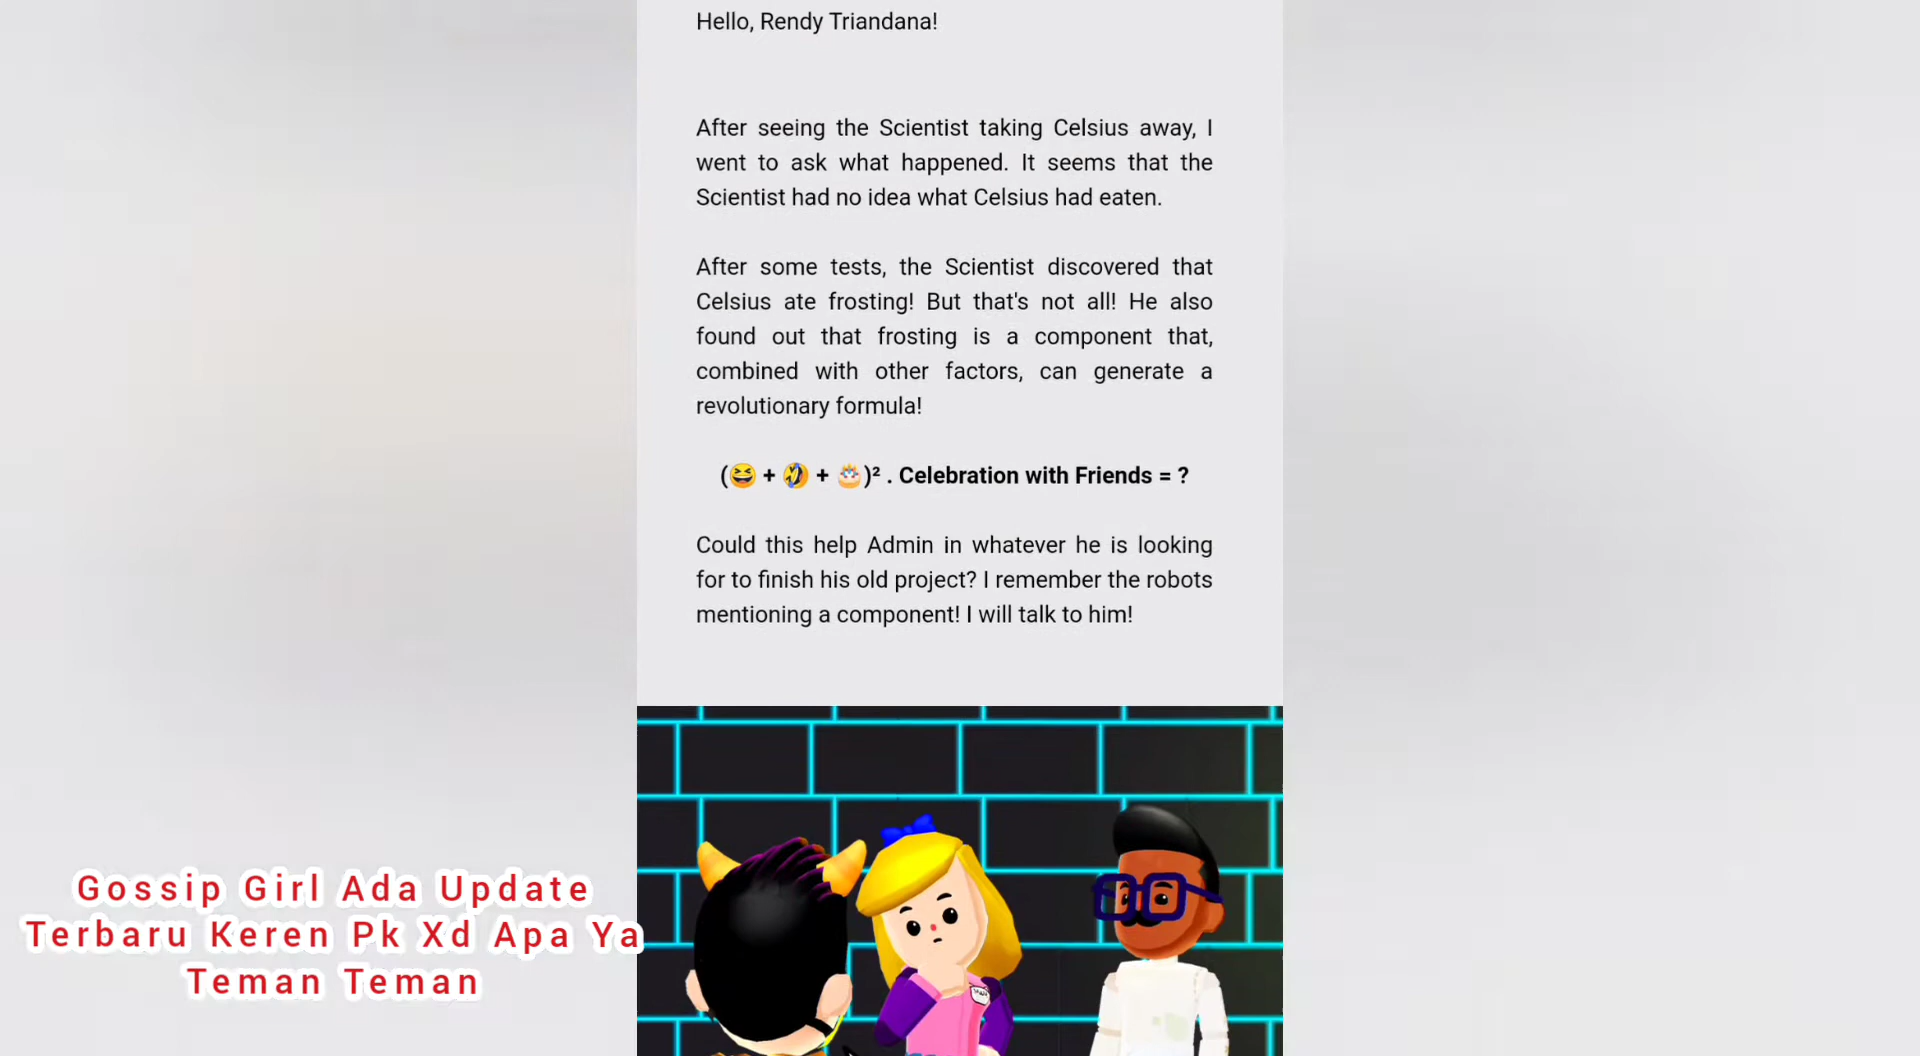 Hello, Rendy Triandana!
After seeing the Scientist taking Celsius away, I
went to ask what happened. It seems that the
Scientist had no idea what Celsius had eaten.
After some tests, the Scientist discovered that
Celsius ate frosting! But that's not all! He also
found out that frosting is a component that,
combined with other factors, can generate a
revolutionary formula!
(😆 + 🤣 + 🎂)² . Celebration with Friends = ?
Could this help Admin in whatever he is looking
for to finish his old project? I remember the robots
mentioning a component! I will talk to him!
Gossip Girl Ada Update
Terbaru Keren Pk Xd Apa Ya
Teman Teman